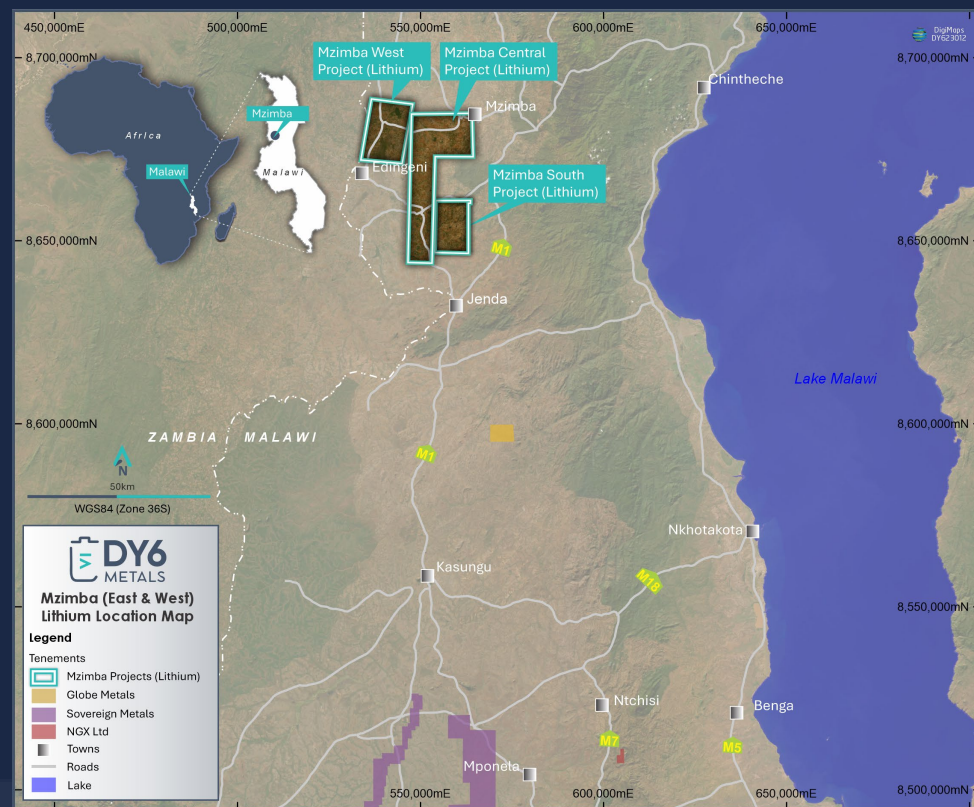 450,000mE
500,000mE
550,000mE
600,000mE
650,000mE
DigiMaps
DY623012
8,700,000mN
8,700,000mN
Mzimba West
Project (Lithium)
Mzimba Central
Project (Lithium)
Chintheche
Mzimba
Mzimba
Africa
Malawi
Malawi
Edingeni
Mzimba South
Project (Lithium)
8,650,000mN
8,650,000mN
M1
Jenda
Lake Malawi
8,600,000mN
8,600,000mN
ZAMBIA
MALAWI
M1
N
50km
WGS84 (Zone 36S)
Nkhotakota
DY6
METALS
Mzimba (East & West)
Lithium Location Map
Legend
Tenements
Mzimba Projects (Lithium)
Globe Metals
Sovereign Metals
NGX Ltd
Towns
Roads
Lake
Kasungu
M18
8,550,000mN
Ntchisi
Benga
M7
M5
Mponela
550,000mE
600,000mE
650,000mE
8,500,000mN